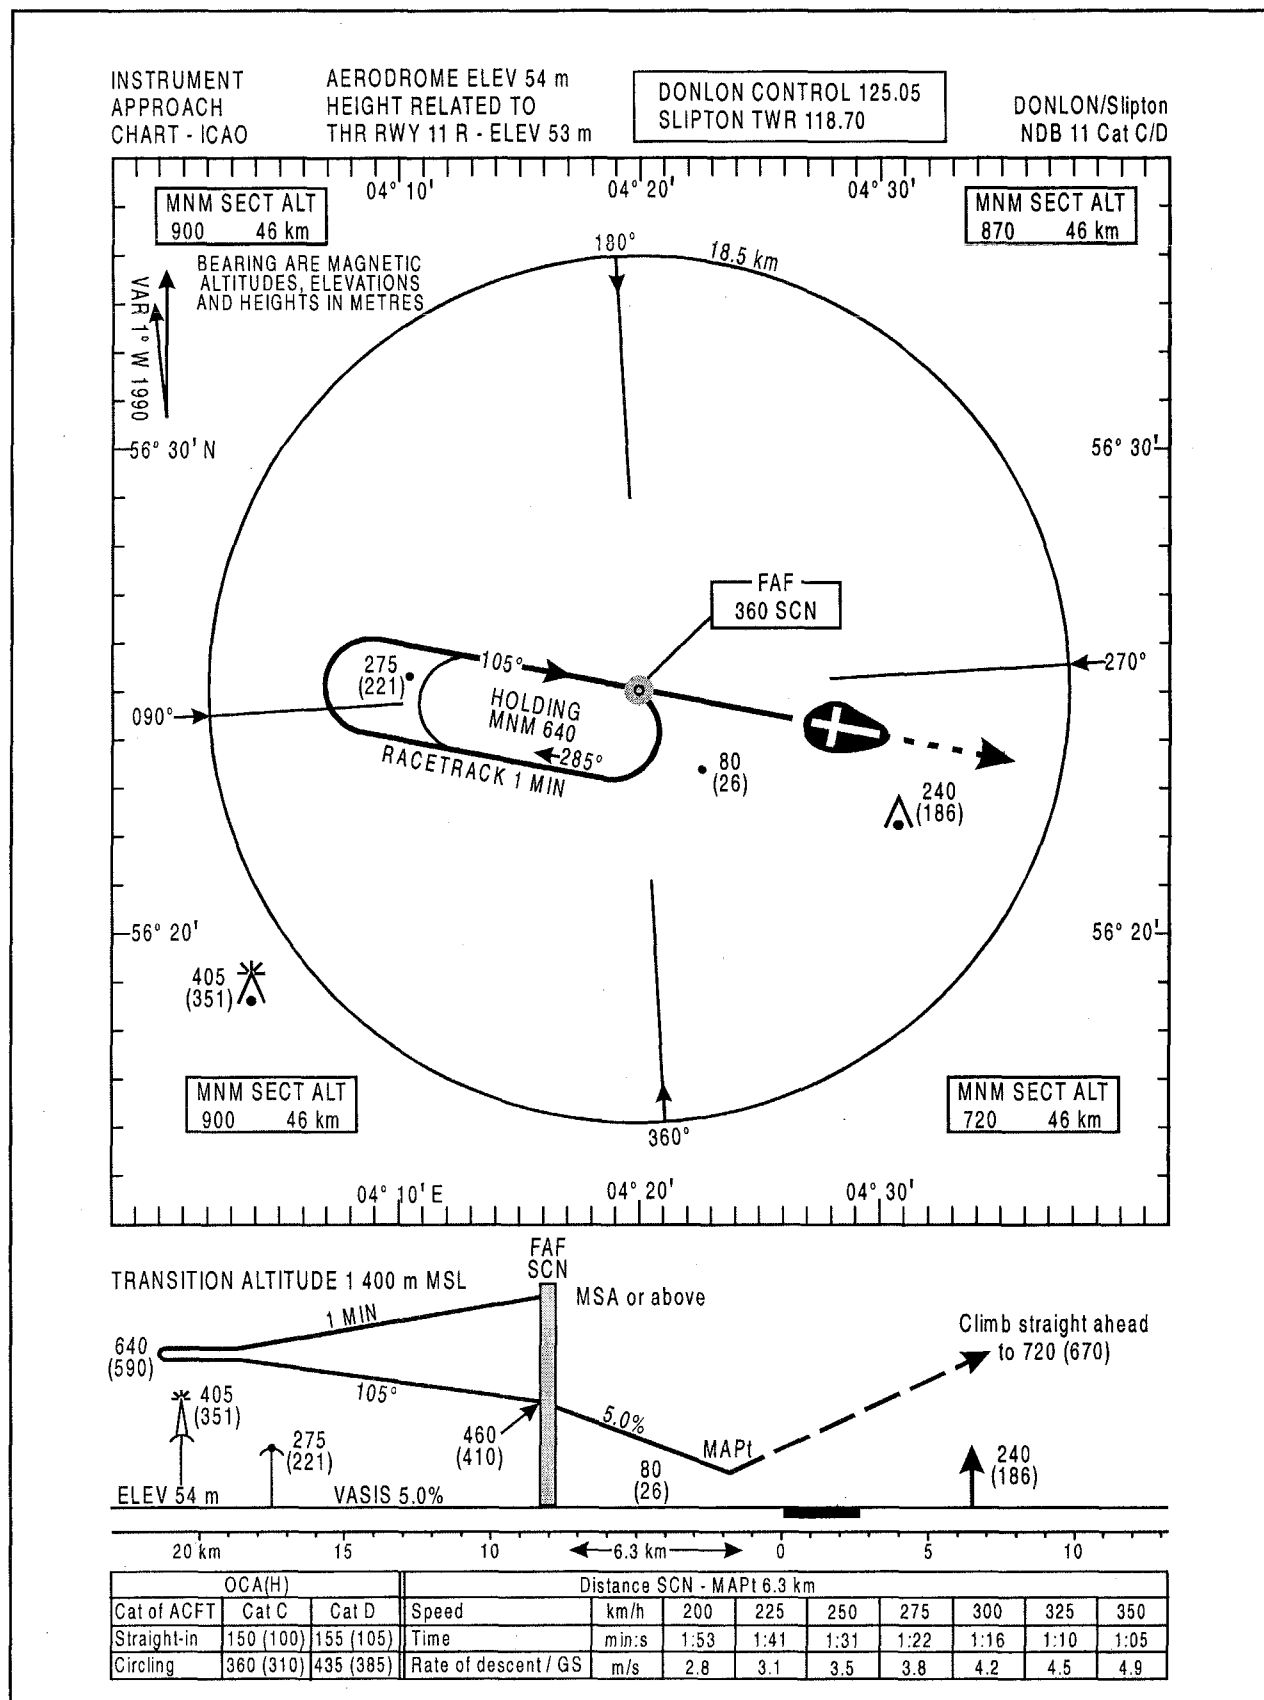 INSTRUMENT
APPROACH
CHART - ICAO
AERODROME ELEV 54 m
HEIGHT RELATED TO
THR RWY 11 R - ELEV 53 m
DONLON CONTROL 125.05
SLIPTON TWR 118.70
DONLON/Slipton
NDB 11 Cat C/D
04° 10'
04° 20'
04° 30'
MNM SECT ALT
900 46 km
MNM SECT ALT
870 46 km
BEARING ARE MAGNETIC
ALTITUDES, ELEVATIONS
AND HEIGHTS IN METRES
VAR 1° W 1990
180°
18.5 km
56° 30' N
56° 30'
FAF
360 SCN
105°
275
(221)
HOLDING
MNM 640
285°
RACETRACK 1 MIN
090°
270°
80
(26)
240
(186)
56° 20'
56° 20'
405
(351)
MNM SECT ALT
900 46 km
MNM SECT ALT
720 46 km
360°
04° 10' E
04° 20'
04° 30'
FAF
SCN
TRANSITION ALTITUDE 1 400 m MSL
MSA or above
1 MIN
Climb straight ahead
to 720 (670)
640
(590)
105°
405
(351)
275
(221)
460
(410)
5.0%
MAPt
80
(26)
240
(186)
ELEV 54 m
VASIS 5.0%
20 km 15 10 6.3 km 0 5 10
OCA(H) Distance SCN - MAPt 6.3 km
Cat of ACFT Cat C Cat D Speed km/h 200 225 250 275 300 325 350
Straight-in 150 (100) 155 (105) Time min:s 1:53 1:41 1:31 1:22 1:16 1:10 1:05
Circling 360 (310) 435 (385) Rate of descent / GS m/s 2.8 3.1 3.5 3.8 4.2 4.5 4.9